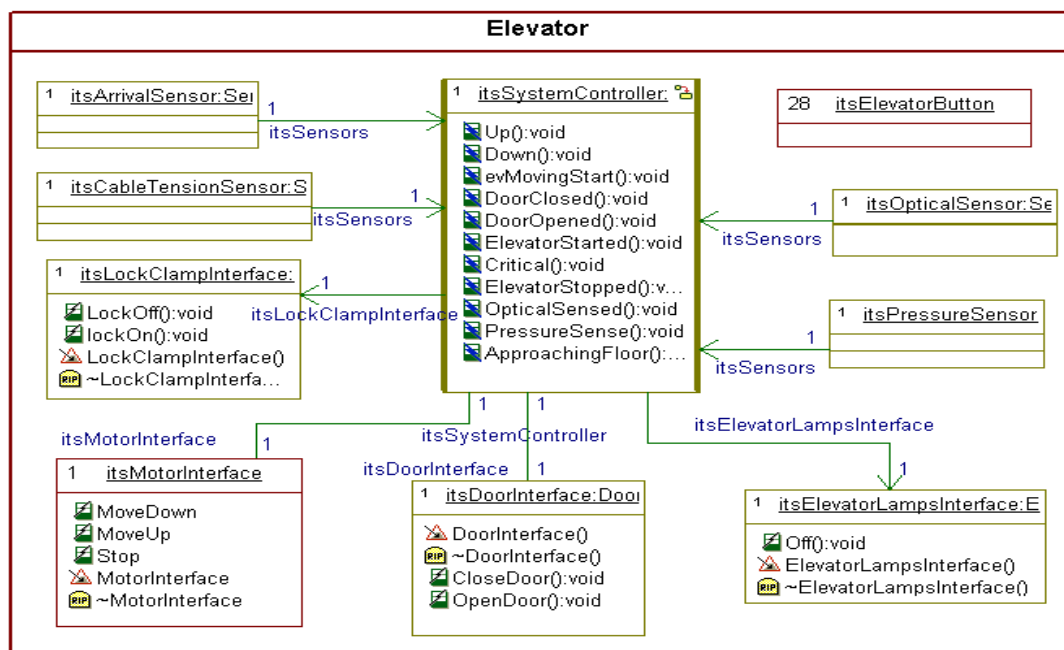 Elevator
1 itsArrivalSensor:Se
1
itsSensors
1 itsCableTensionSensor:S
1
itsSensors
1 itsLockClampInterface:
LockOff():void
lockOn():void
LockClampInterface()
RIP ~LockClampInterfa...
1
itsLockClampInterface
1 itsSystemController:
Up():void
Down():void
evMovingStart():void
DoorClosed():void
DoorOpened():void
ElevatorStarted():void
Critical():void
ElevatorStopped():v...
OpticalSensed():void
PressureSense():void
ApproachingFloor():...
28 itsElevatorButton
1 itsOpticalSensor:Se
1
itsSensors
1 itsPressureSensor
1
itsSensors
1
1
itsMotorInterface
itsSystemController
itsElevatorLampsInterface
1
itsDoorInterface
1
1
1 itsMotorInterface
MoveDown
MoveUp
Stop
MotorInterface
RIP ~MotorInterface
1 itsDoorInterface:Door
DoorInterface()
RIP ~DoorInterface()
CloseDoor():void
OpenDoor():void
1 itsElevatorLampsInterface:E
Off():void
ElevatorLampsInterface()
RIP ~ElevatorLampsInterface()